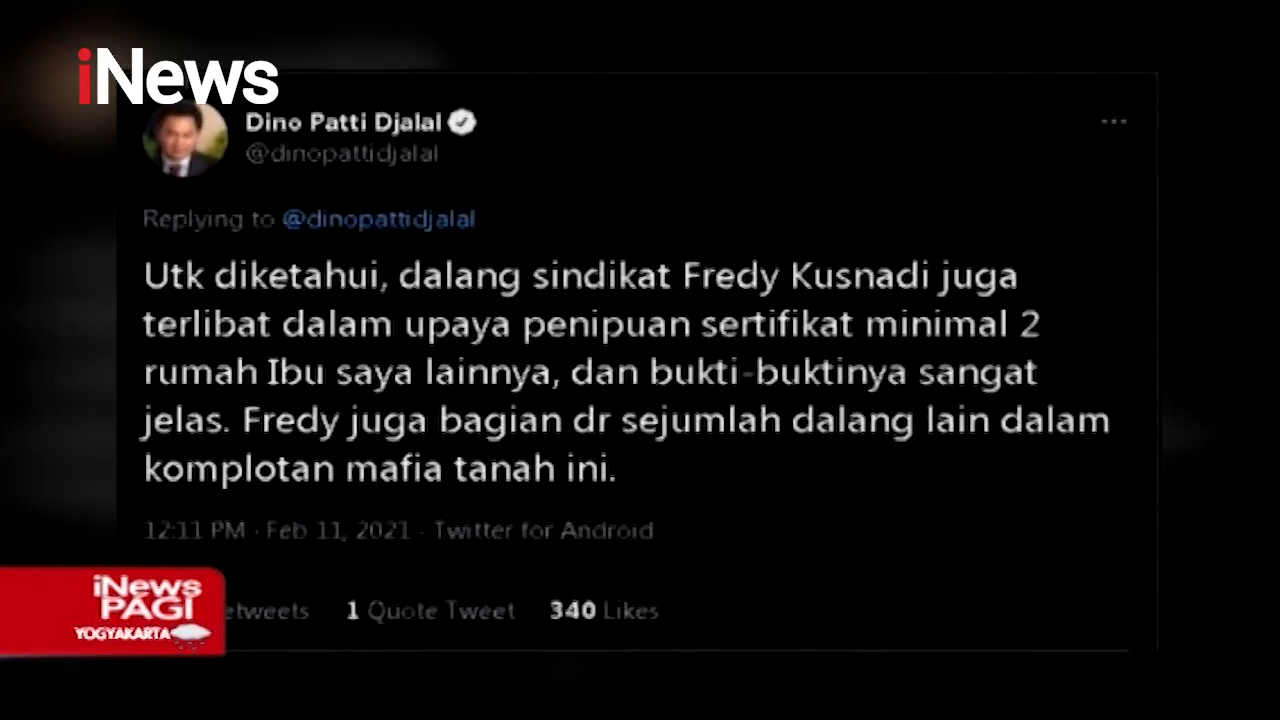 iNews
Dino Patti Djalal
@dinopattidjalal
Replying to @dinopattidjalal
Utk diketahui, dalang sindikat Fredy Kusnadi juga
terlibat dalam upaya penipuan sertifikat minimal 2
rumah Ibu saya lainnya, dan bukti-buktinya sangat
jelas. Fredy juga bagian dr sejumlah dalang lain dalam
komplotan mafia tanah ini.
12:11 PM · Feb 11, 2021 · Twitter for Android
etweets 1 Quote Tweet 340 Likes
iNews
PAGI
YOGYAKARTA